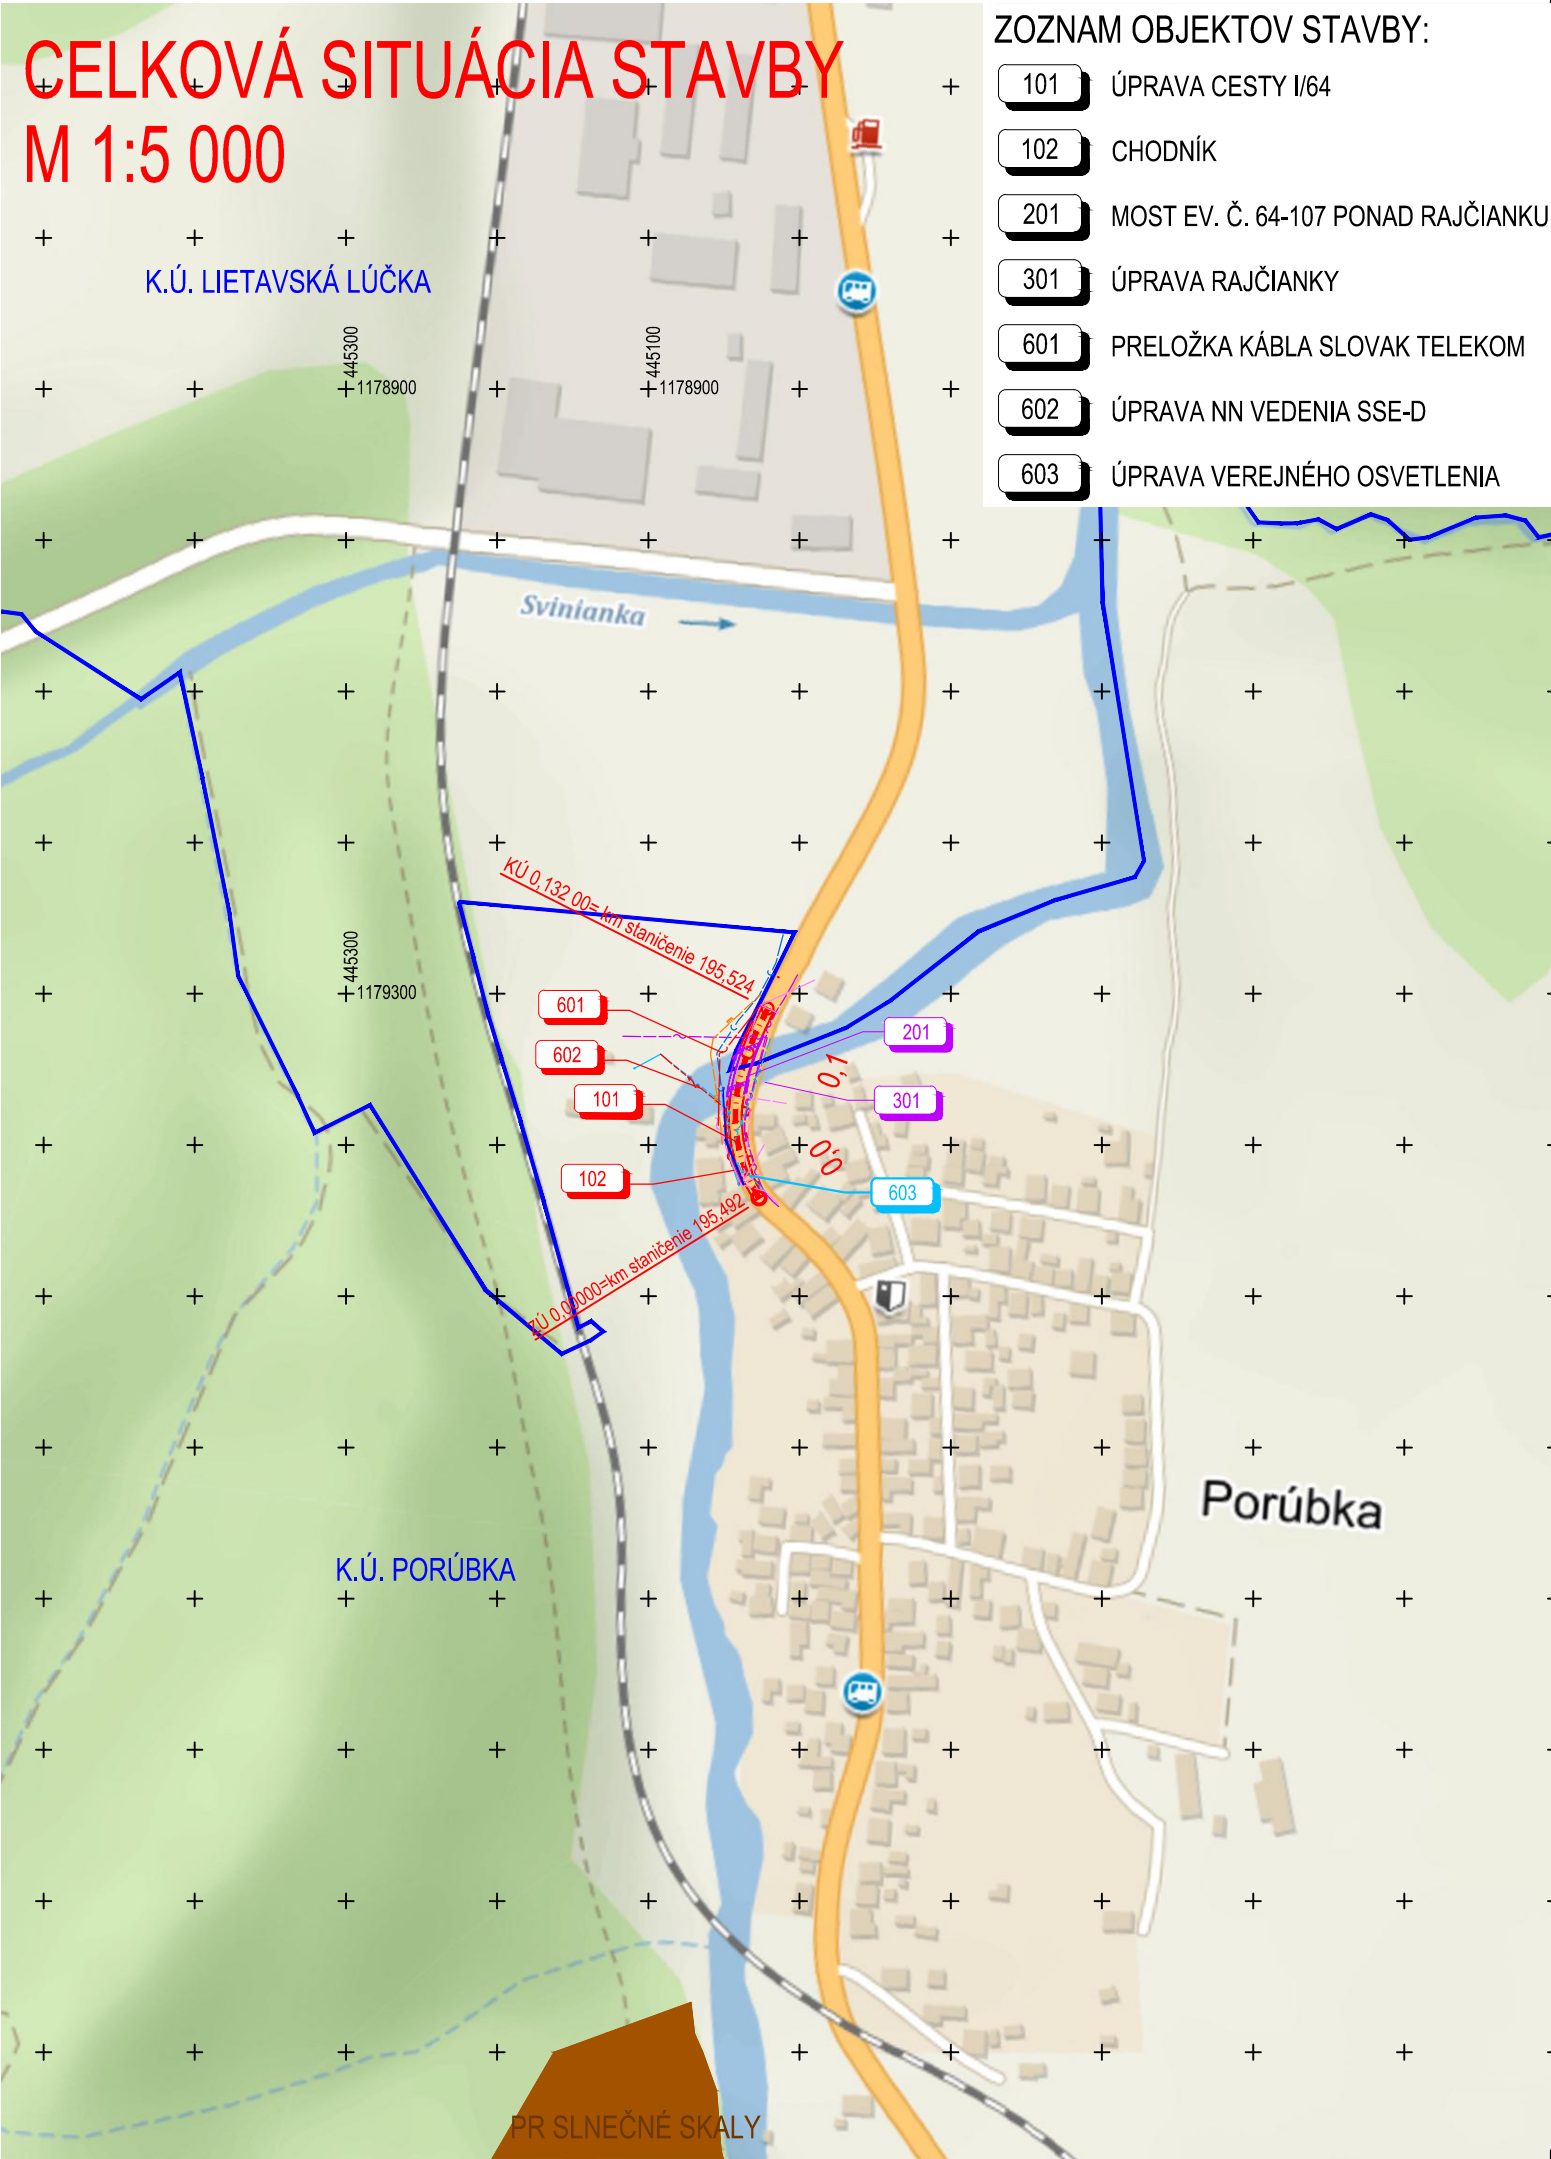 CELKOVÁ SITUÁCIA STAVBY
M 1:5 000
ZOZNAM OBJEKTOV STAVBY:
101 ÚPRAVA CESTY I/64
102 CHODNÍK
201 MOST EV. Č. 64-107 PONAD RAJČIANKU
301 ÚPRAVA RAJČIANKY
601 PRELOŽKA KÁBLA SLOVAK TELEKOM
602 ÚPRAVA NN VEDENIA SSE-D
603 ÚPRAVA VEREJNÉHO OSVETLENIA
K.Ú. LIETAVSKÁ LÚČKA
445300
1178900
445100
1178900
Svinianka
KÚ 0,132 00= km staničenie 195,524
445300
1179300
601
201
602
0,1
101
301
0,0
102
603
ZÚ 0,00000=km staničenie 195,492
Porúbka
K.Ú. PORÚBKA
PR SLNEČNÉ SKALY